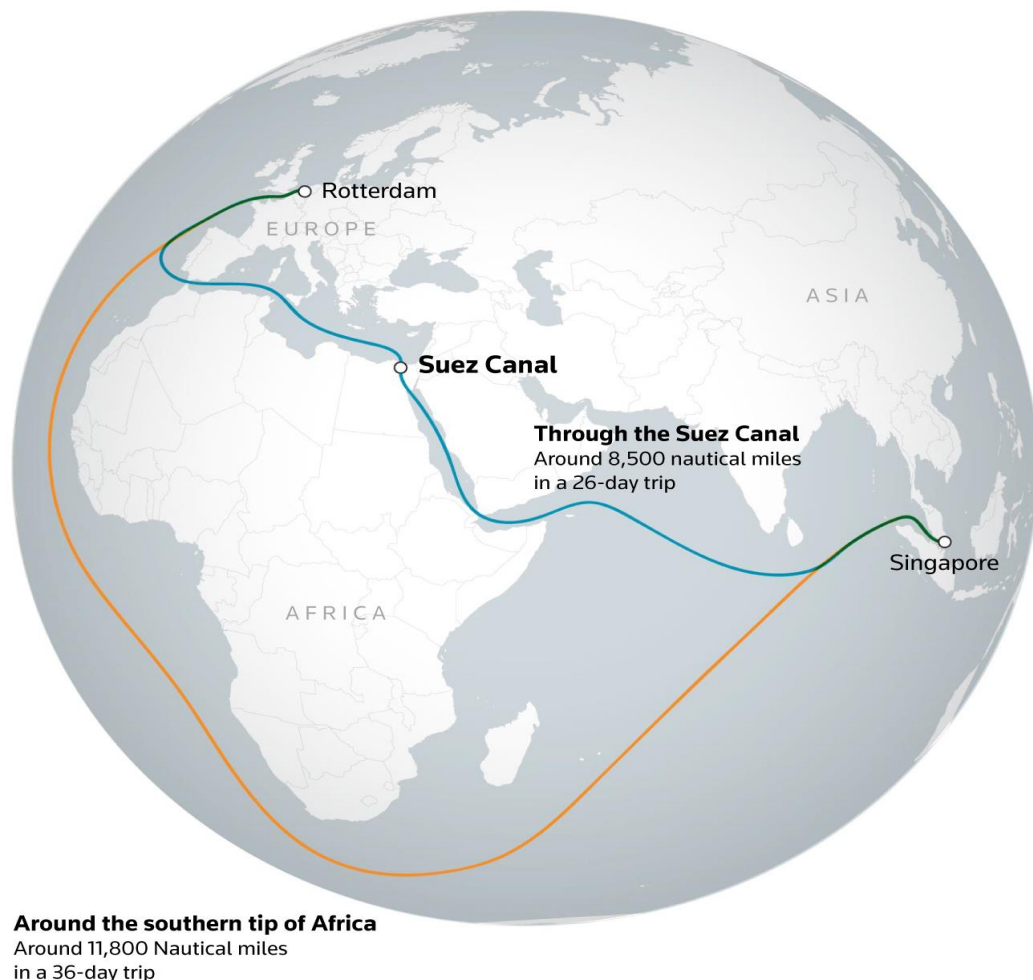 Rotterdam
EUROPE
ASIA
Suez Canal
Through the Suez Canal
Around 8,500 nautical miles
in a 26-day trip
Singapore
AFRICA
Around the southern tip of Africa
Around 11,800 Nautical miles
in a 36-day trip